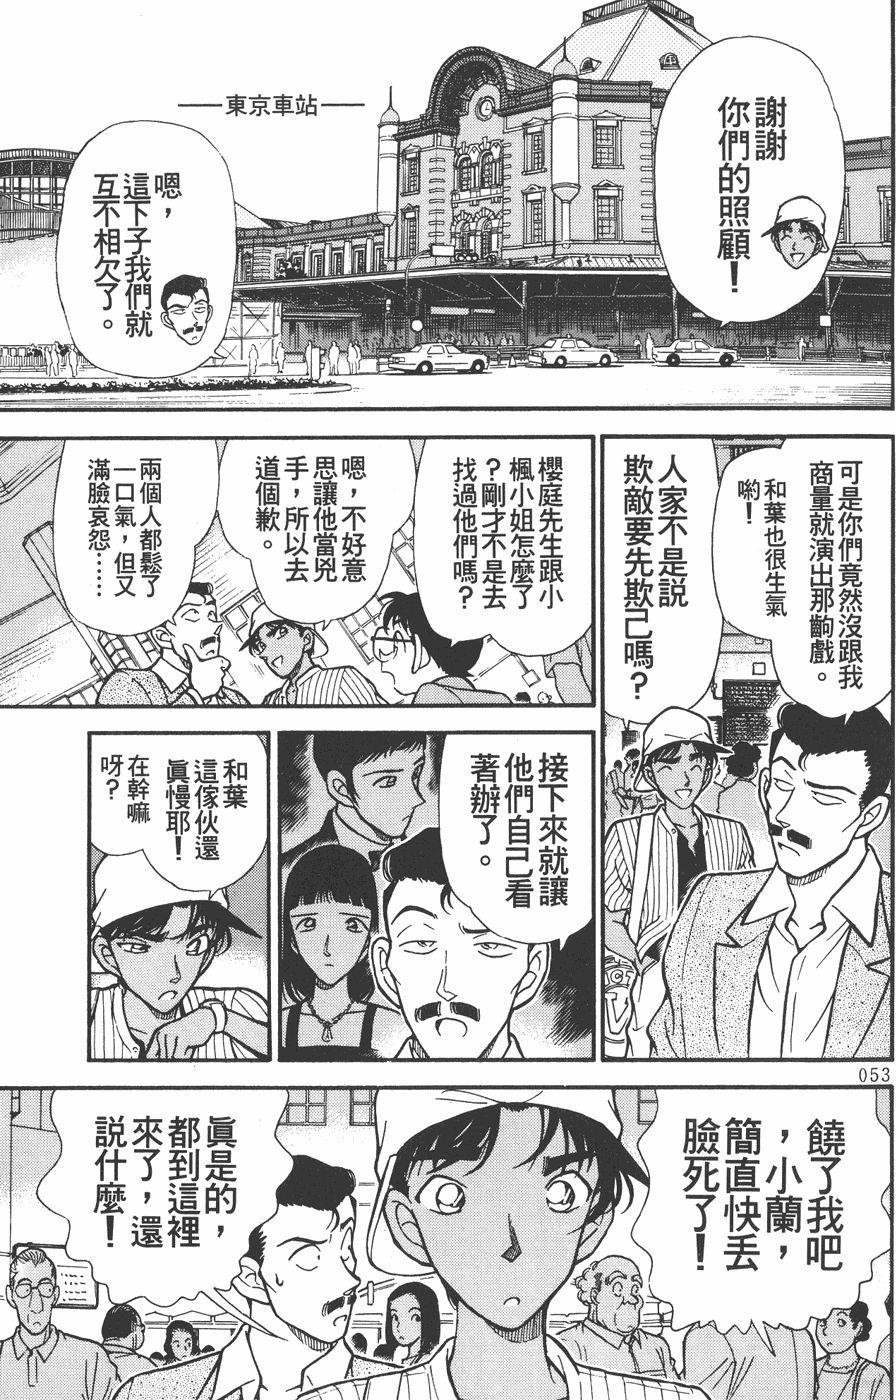 謝謝
你們的照顧！
——東京車站——
嗯，
這下子我們就
互不相欠了。
可是你們竟然沒跟我
商量就演出那齣戲。
和葉也很生氣
喲！
人家不是說
欺敵要先欺己嗎？
櫻庭先生跟小
楓小姐怎麼了
？剛才不是去
找過他們嗎？
嗯，不好意
思讓他當兇
手，所以去
道個歉。
兩個人都鬆了
一口氣，但又
滿臉哀怨……
接下來就讓
他們自己看
著辦了。
和葉
這傢伙還
眞慢耶！
在幹嘛
呀？
053
饒了我吧
，小蘭，
簡直快丟
臉死了！
眞是的，
都到這裡
來了，還
說什麼！